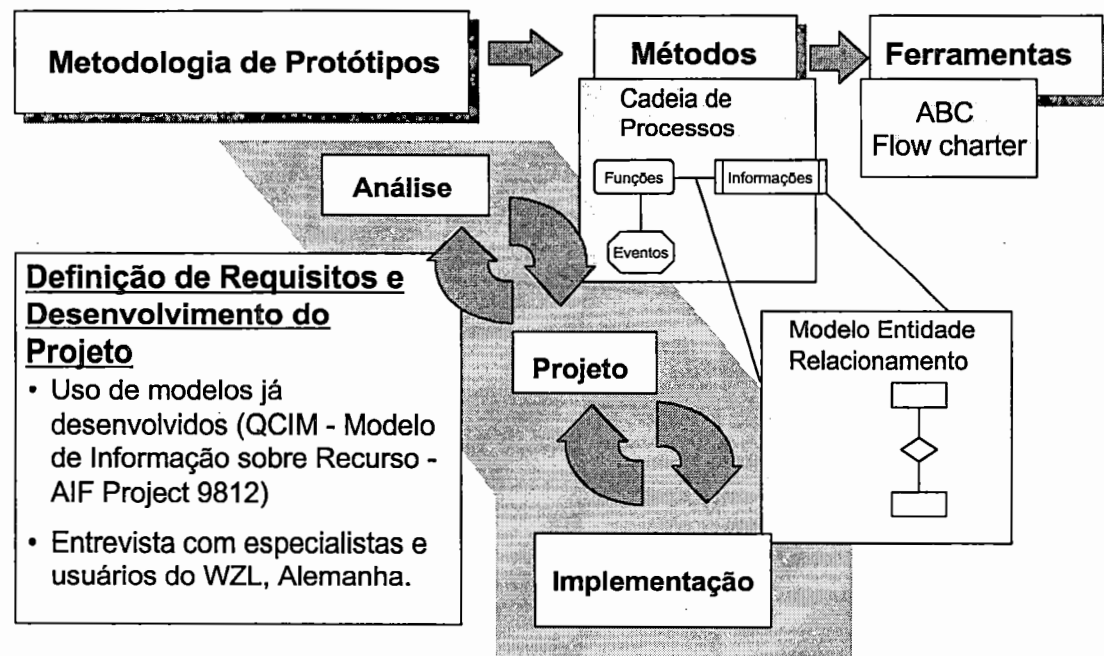 Metodologia de Protótipos
Métodos
Ferramentas
Cadeia de
Processos
Funções
Informações
Eventos
ABC
Flow charter
Análise
Definição de Requisitos e
Desenvolvimento do
Projeto
• Uso de modelos já
desenvolvidos (QCIM - Modelo
de Informação sobre Recurso -
AIF Project 9812)
• Entrevista com especialistas e
usuários do WZL, Alemanha.
Projeto
Modelo Entidade
Relacionamento
Implementação